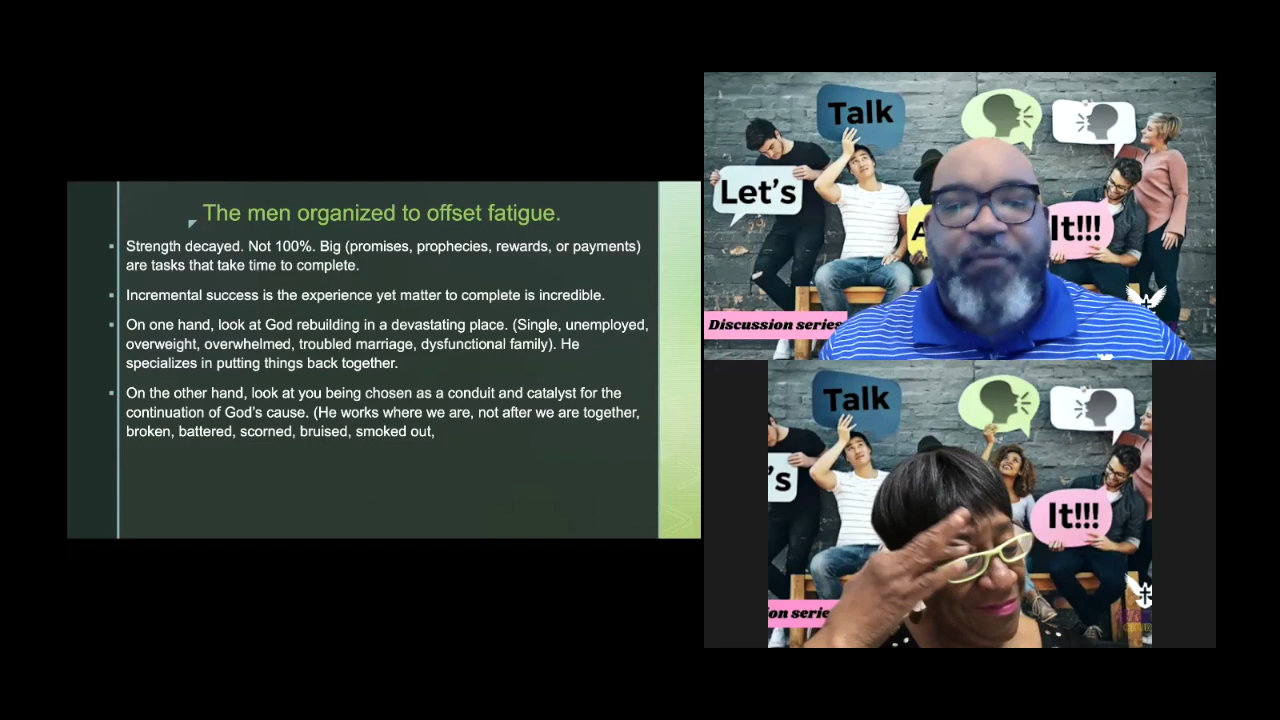 The men organized to offset fatigue.
Strength decayed. Not 100%. Big (promises, prophecies, rewards, or payments)
are tasks that take time to complete.
Incremental success is the experience yet matter to complete is incredible.
On one hand, look at God rebuilding in a devastating place. (Single, unemployed,
overweight, overwhelmed, troubled marriage, dysfunctional family). He
specializes in putting things back together.
On the other hand, look at you being chosen as a conduit and catalyst for the
continuation of God's cause. (He works where we are, not after we are together,
broken, battered, scorned, bruised, smoked out,
Talk
Let's
A
It!!!
Discussion series
Talk
's
It!!!
on serie